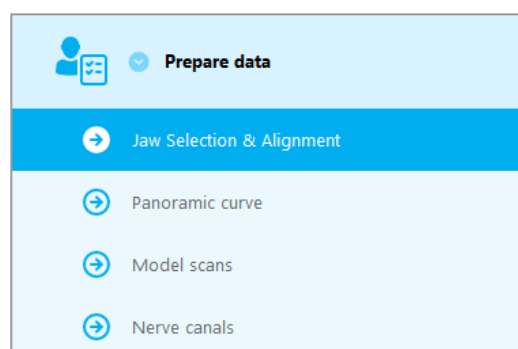 Prepare data
Jaw Selection & Alignment
Panoramic curve
Model scans
Nerve canals